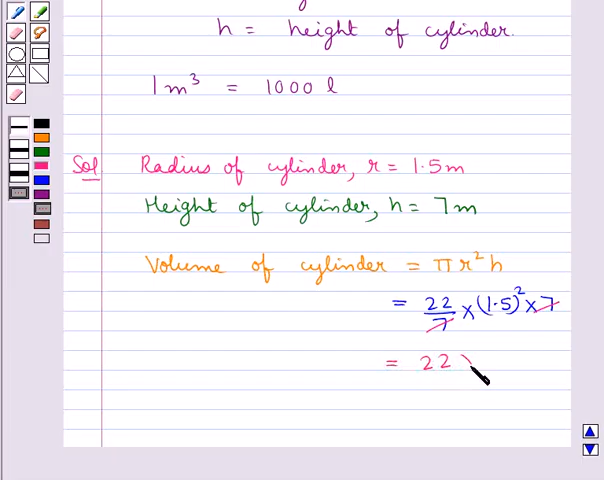 h = height of cylinder.
1m³ = 1000 l
Sol Radius of cylinder, r = 1.5m
Height of cylinder, h = 7m
Volume of cylinder = πr²h
= 22/7 × (1.5)² × 7
= 22